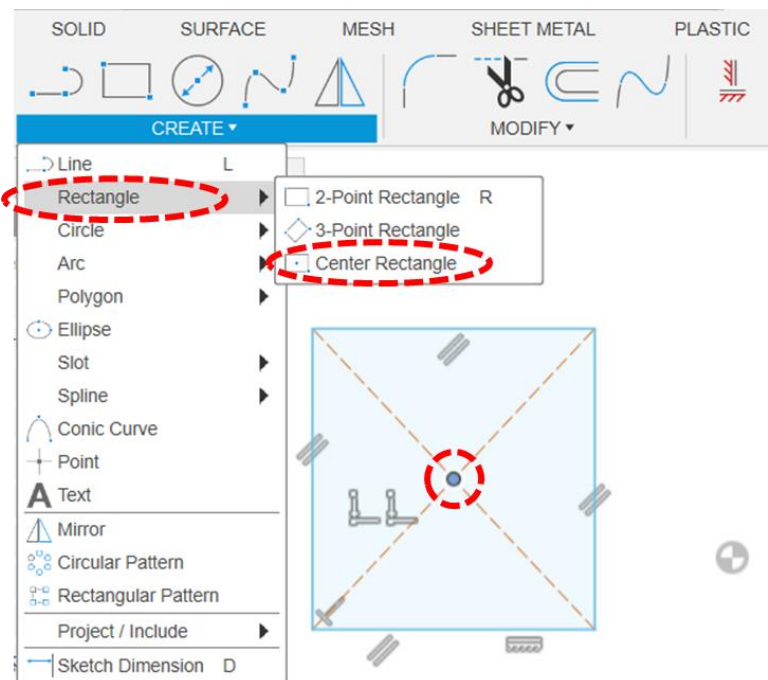 SOLID SURFACE MESH SHEET METAL PLASTIC
CREATE▼ MODIFY▼
Line L
Rectangle
2-Point Rectangle R
Circle
3-Point Rectangle
Arc
Center Rectangle
Polygon
Ellipse
Slot
Spline
Conic Curve
Point
A Text
Mirror
Circular Pattern
Rectangular Pattern
Project / Include
Sketch Dimension D